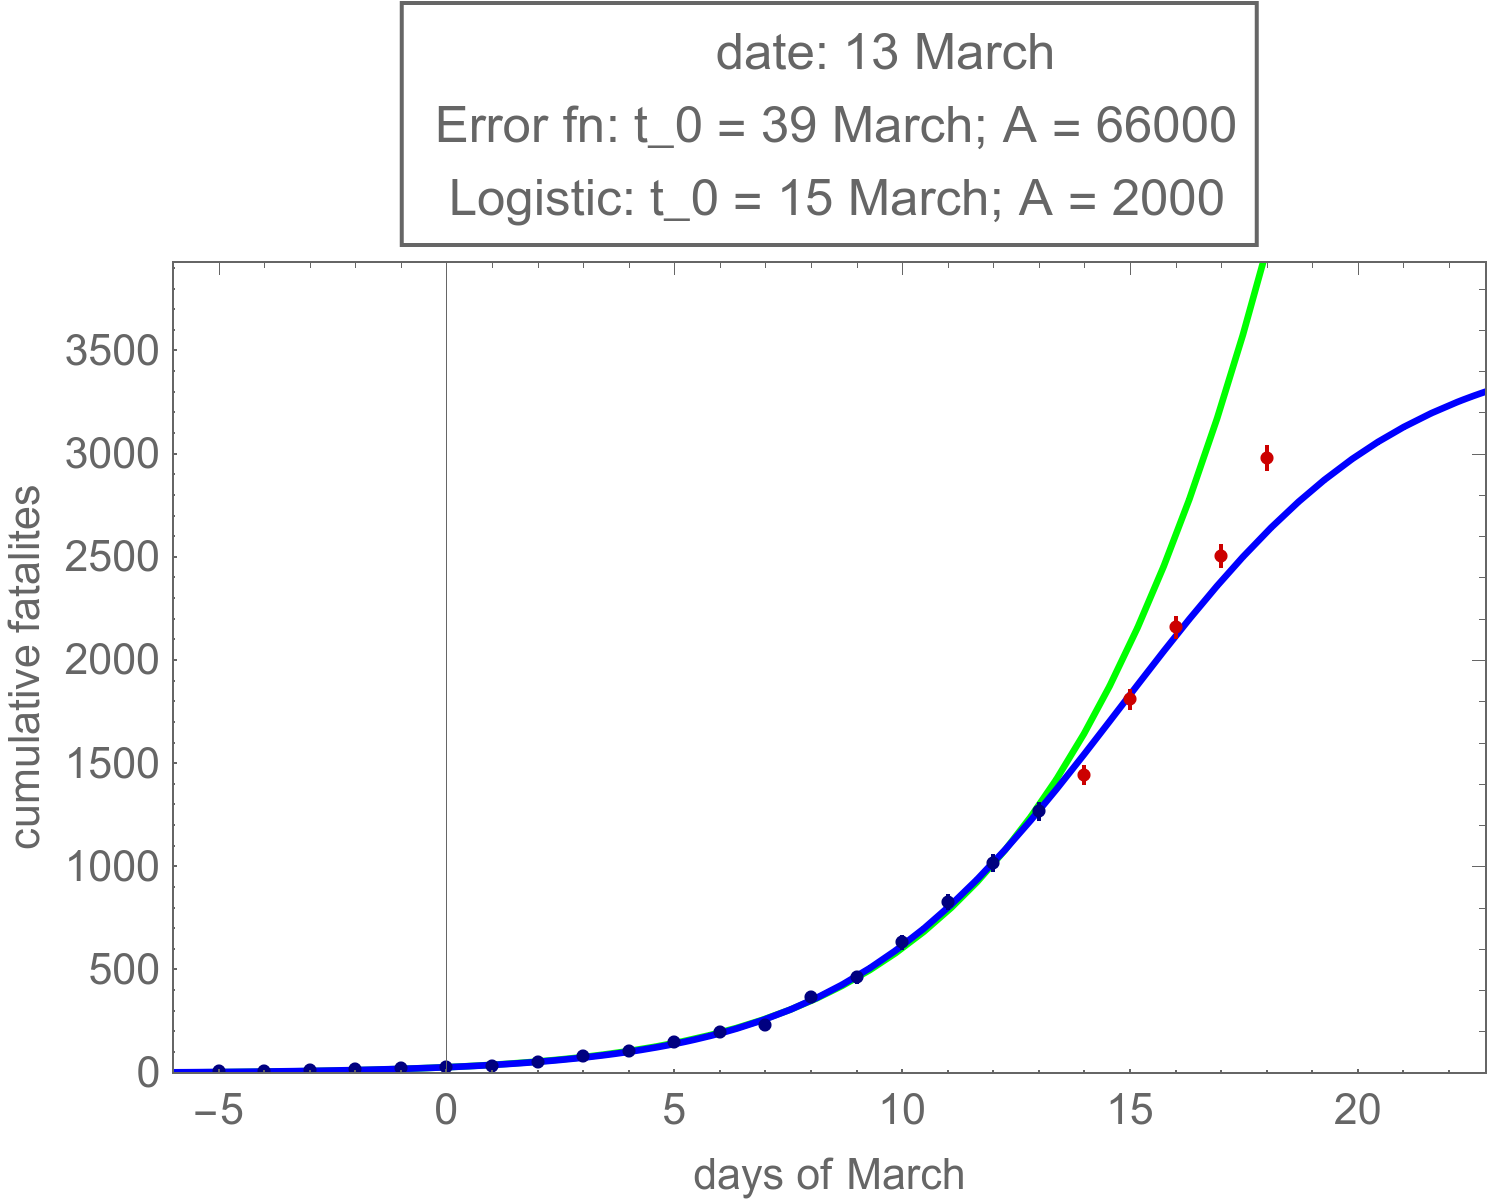 date: 13 March
Error fn: t_0 = 39 March; A = 66000
Logistic: t_0 = 15 March; A = 2000
3500
3000
2500
2000
1500
1000
500
0
cumulative fatalites
−5 0 5 10 15 20
days of March